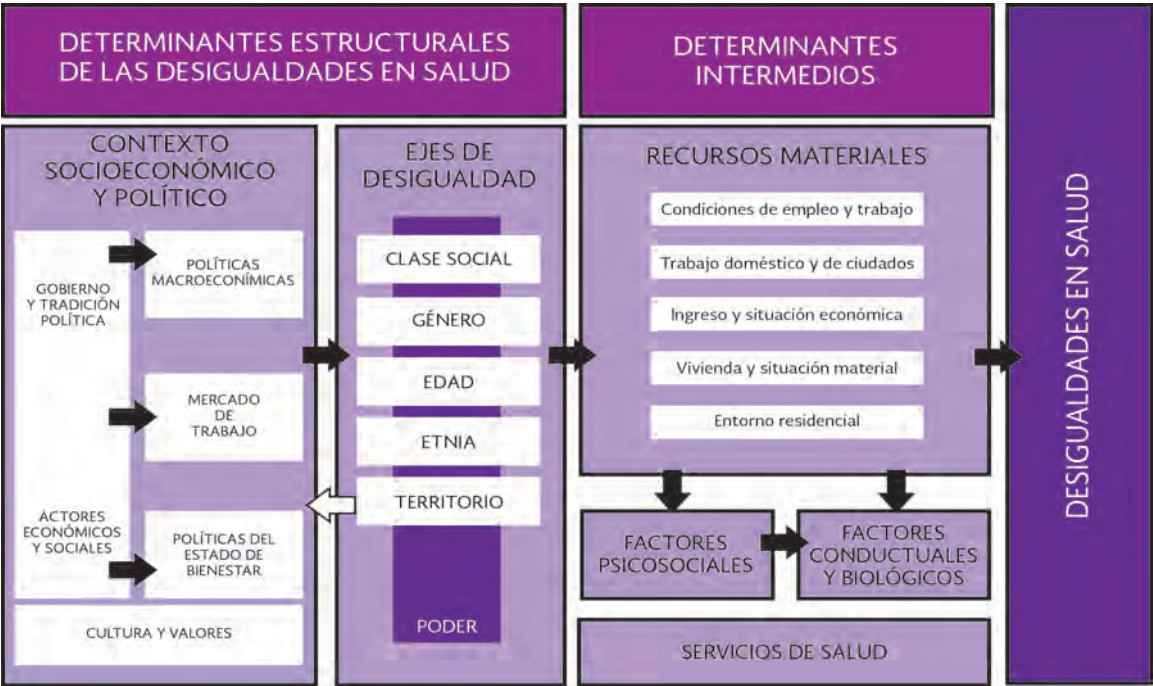 DETERMINANTES ESTRUCTURALES
DE LAS DESIGUALDADES EN SALUD
DETERMINANTES
INTERMEDIOS
DESIGUALDADES EN SALUD
CONTEXTO
SOCIOECONÓMICO
Y POLÍTICO
GOBIERNO
Y TRADICIÓN
POLÍTICA
ACTORES
ECONÓMICOS
Y SOCIALES
POLÍTICAS
MACROECONÍMICAS
MERCADO
DE
TRABAJO
POLÍTICAS DEL
ESTADO DE
BIENESTAR
CULTURA Y VALORES
EJES DE
DESIGUALDAD
CLASE SOCIAL
GÉNERO
EDAD
ETNIA
TERRITORIO
PODER
RECURSOS MATERIALES
Condiciones de empleo y trabajo
Trabajo doméstico y de ciudados
Ingreso y situación económica
Vivienda y situación material
Entorno residencial
FACTORES
PSICOSOCIALES
FACTORES
CONDUCTUALES
Y BIOLÓGICOS
SERVICIOS DE SALUD